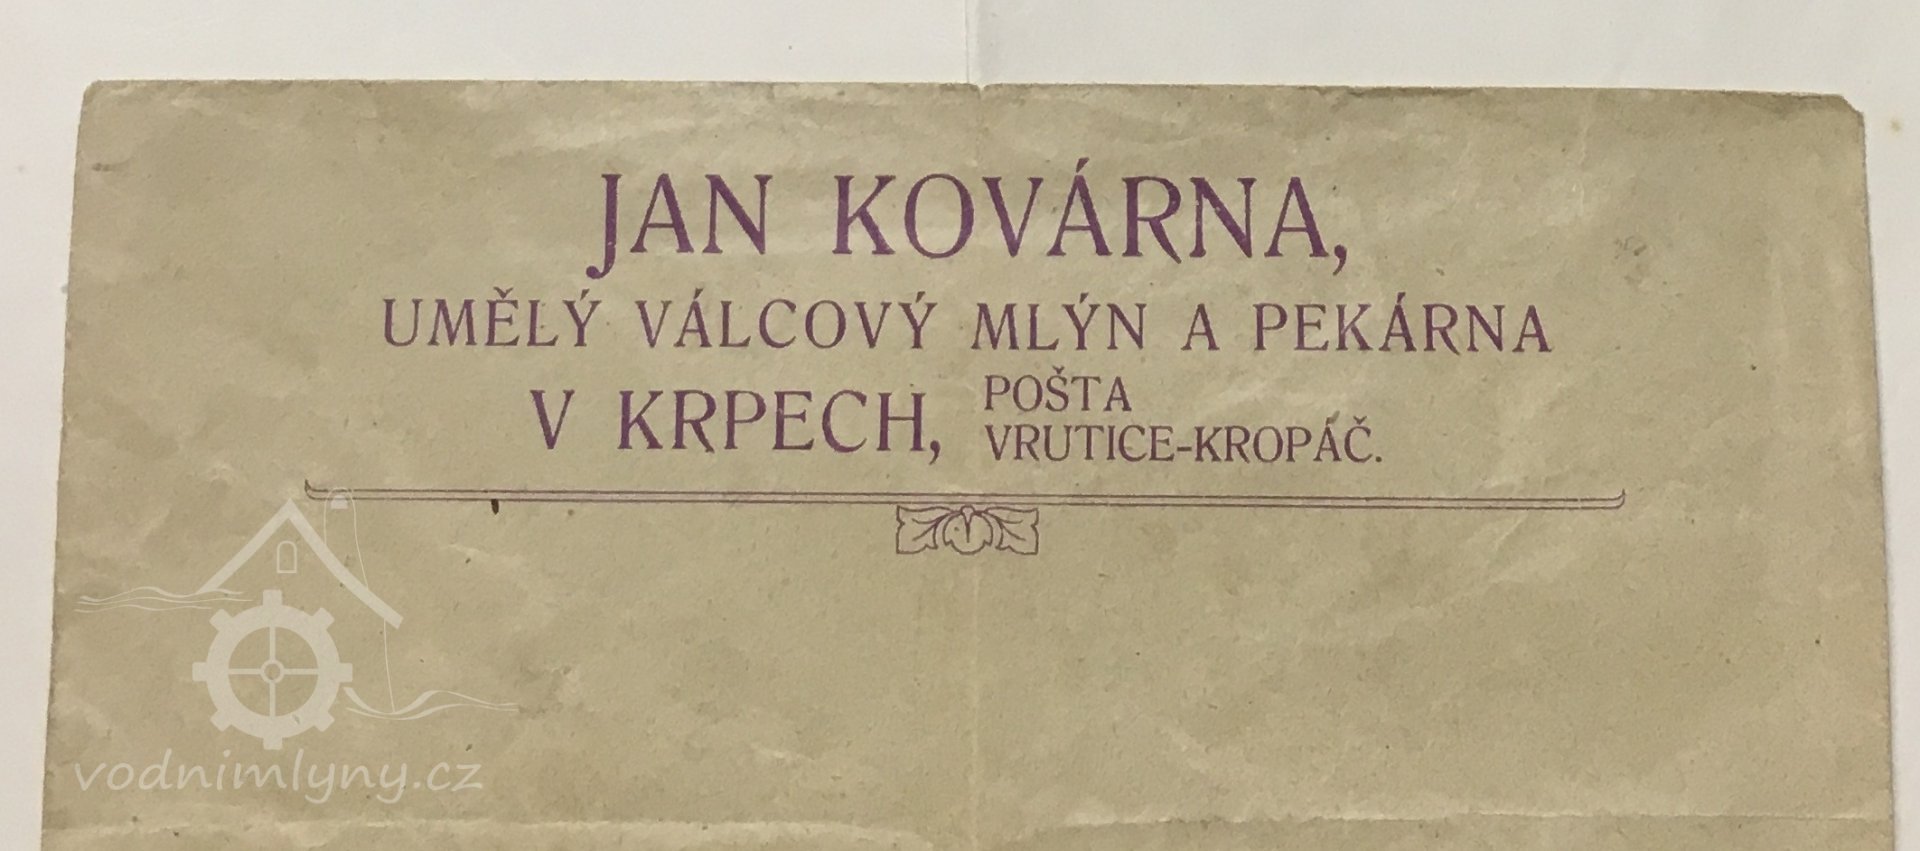 JAN KOVÁRNA,
UMĚLÝ VÁLCOVÝ MLÝN A PEKÁRNA
V KRPECH, POŠTA
VRUTICE-KROPÁČ.
vodnimlyny.cz